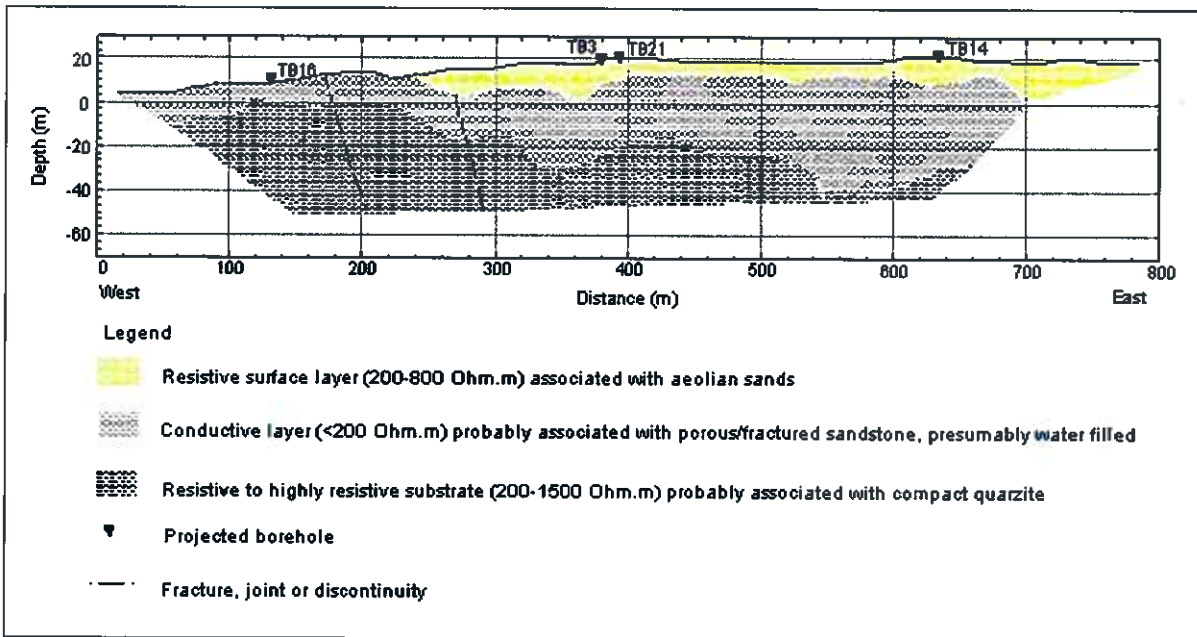 20
0
-20
-40
-60
Depth (m)
TB16
TB3
TB21
TB14
0
100
200
300
400
500
600
700
800
West
Distance (m)
East
Legend
Resistive surface layer (200-800 Ohm.m) associated with aeolian sands
Conductive layer (<200 Ohm.m) probably associated with porous/fractured sandstone, presumably water filled
Resistive to highly resistive substrate (200-1500 Ohm.m) probably associated with compact quarzite
Projected borehole
Fracture, joint or discontinuity